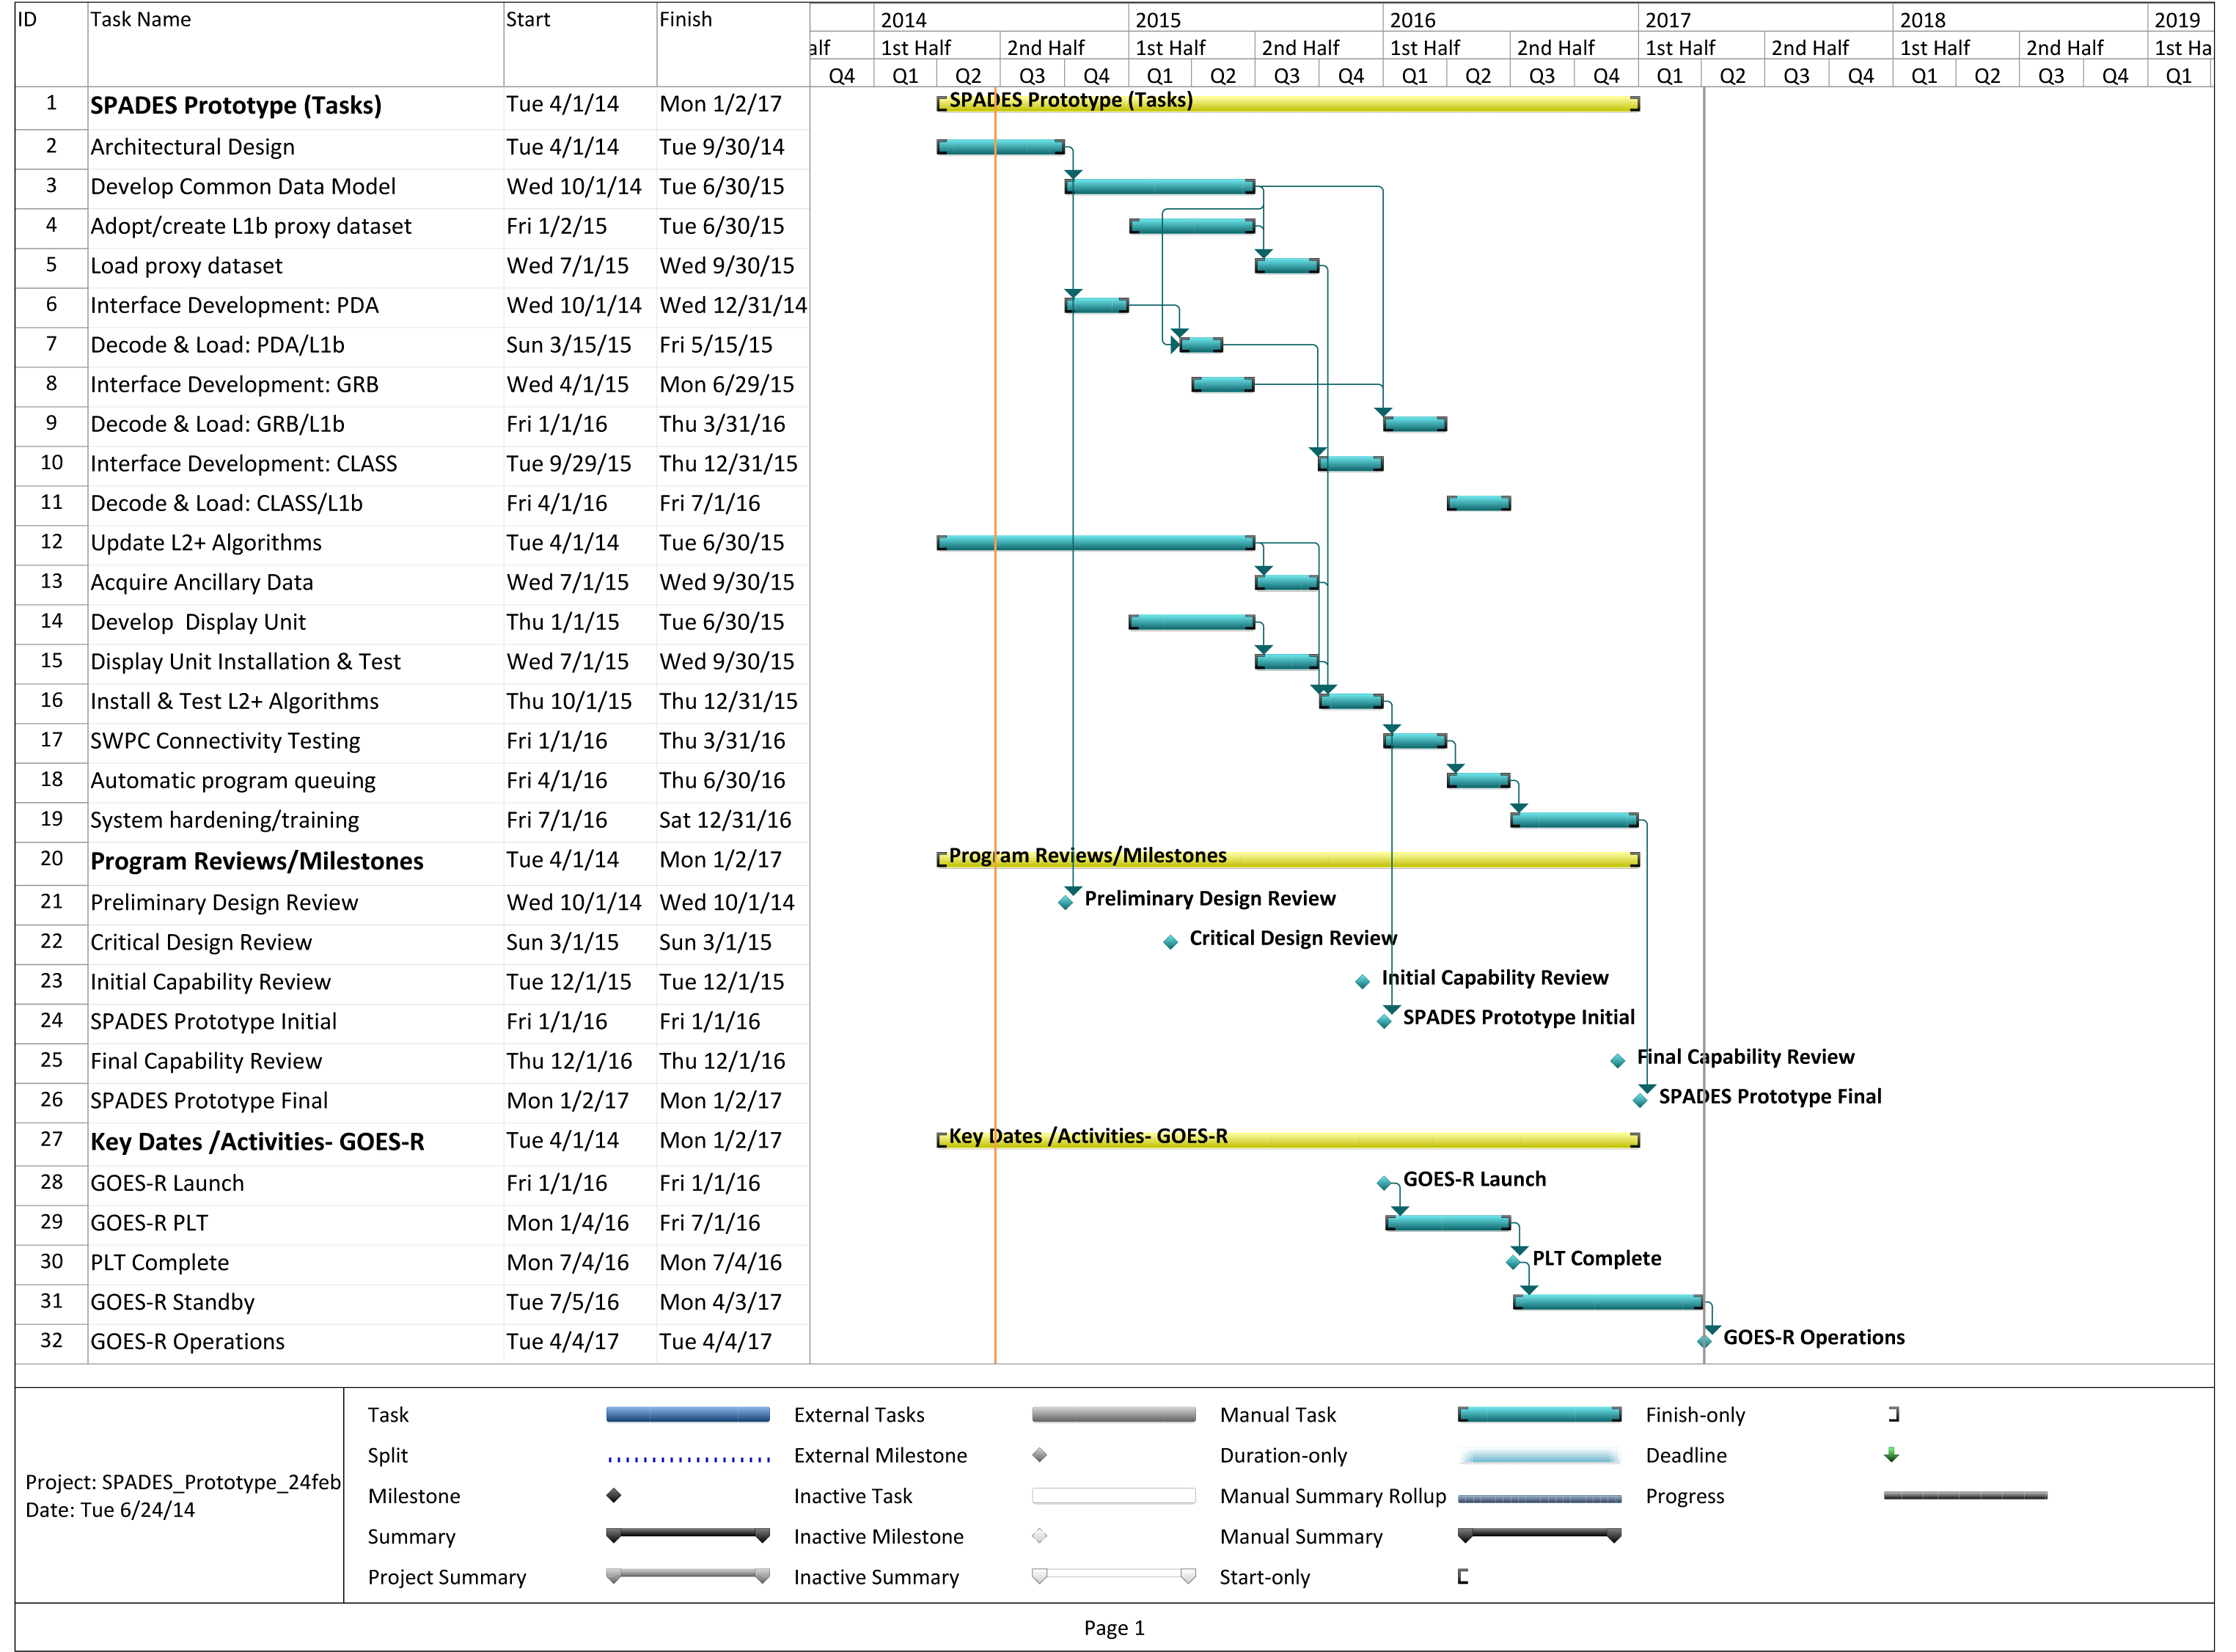 ID Task Name Start Finish 2014 2015 2016 2017 2018 2019
alf 1st Half 2nd Half 1st Half 2nd Half 1st Half 2nd Half 1st Half 2nd Half 1st Half 2nd Half 1st Ha
Q4 Q1 Q2 Q3 Q4 Q1 Q2 Q3 Q4 Q1 Q2 Q3 Q4 Q1 Q2 Q3 Q4 Q1 Q2 Q3 Q4 Q1
1 SPADES Prototype (Tasks) Tue 4/1/14 Mon 1/2/17 SPADES Prototype (Tasks)
2 Architectural Design Tue 4/1/14 Tue 9/30/14
3 Develop Common Data Model Wed 10/1/14 Tue 6/30/15
4 Adopt/create L1b proxy dataset Fri 1/2/15 Tue 6/30/15
5 Load proxy dataset Wed 7/1/15 Wed 9/30/15
6 Interface Development: PDA Wed 10/1/14 Wed 12/31/14
7 Decode & Load: PDA/L1b Sun 3/15/15 Fri 5/15/15
8 Interface Development: GRB Wed 4/1/15 Mon 6/29/15
9 Decode & Load: GRB/L1b Fri 1/1/16 Thu 3/31/16
10 Interface Development: CLASS Tue 9/29/15 Thu 12/31/15
11 Decode & Load: CLASS/L1b Fri 4/1/16 Fri 7/1/16
12 Update L2+ Algorithms Tue 4/1/14 Tue 6/30/15
13 Acquire Ancillary Data Wed 7/1/15 Wed 9/30/15
14 Develop  Display Unit Thu 1/1/15 Tue 6/30/15
15 Display Unit Installation & Test Wed 7/1/15 Wed 9/30/15
16 Install & Test L2+ Algorithms Thu 10/1/15 Thu 12/31/15
17 SWPC Connectivity Testing Fri 1/1/16 Thu 3/31/16
18 Automatic program queuing Fri 4/1/16 Thu 6/30/16
19 System hardening/training Fri 7/1/16 Sat 12/31/16
20 Program Reviews/Milestones Tue 4/1/14 Mon 1/2/17 Program Reviews/Milestones
21 Preliminary Design Review Wed 10/1/14 Wed 10/1/14 Preliminary Design Review
22 Critical Design Review Sun 3/1/15 Sun 3/1/15 Critical Design Review
23 Initial Capability Review Tue 12/1/15 Tue 12/1/15 Initial Capability Review
24 SPADES Prototype Initial Fri 1/1/16 Fri 1/1/16 SPADES Prototype Initial
25 Final Capability Review Thu 12/1/16 Thu 12/1/16 Final Capability Review
26 SPADES Prototype Final Mon 1/2/17 Mon 1/2/17 SPADES Prototype Final
27 Key Dates /Activities- GOES-R Tue 4/1/14 Mon 1/2/17 Key Dates /Activities- GOES-R
28 GOES-R Launch Fri 1/1/16 Fri 1/1/16 GOES-R Launch
29 GOES-R PLT Mon 1/4/16 Fri 7/1/16
30 PLT Complete Mon 7/4/16 Mon 7/4/16 PLT Complete
31 GOES-R Standby Tue 7/5/16 Mon 4/3/17
32 GOES-R Operations Tue 4/4/17 Tue 4/4/17 GOES-R Operations
Project: SPADES_Prototype_24feb
Date: Tue 6/24/14
Task External Tasks Manual Task Finish-only
Split External Milestone Duration-only Deadline
Milestone Inactive Task Manual Summary Rollup Progress
Summary Inactive Milestone Manual Summary
Project Summary Inactive Summary Start-only
Page 1